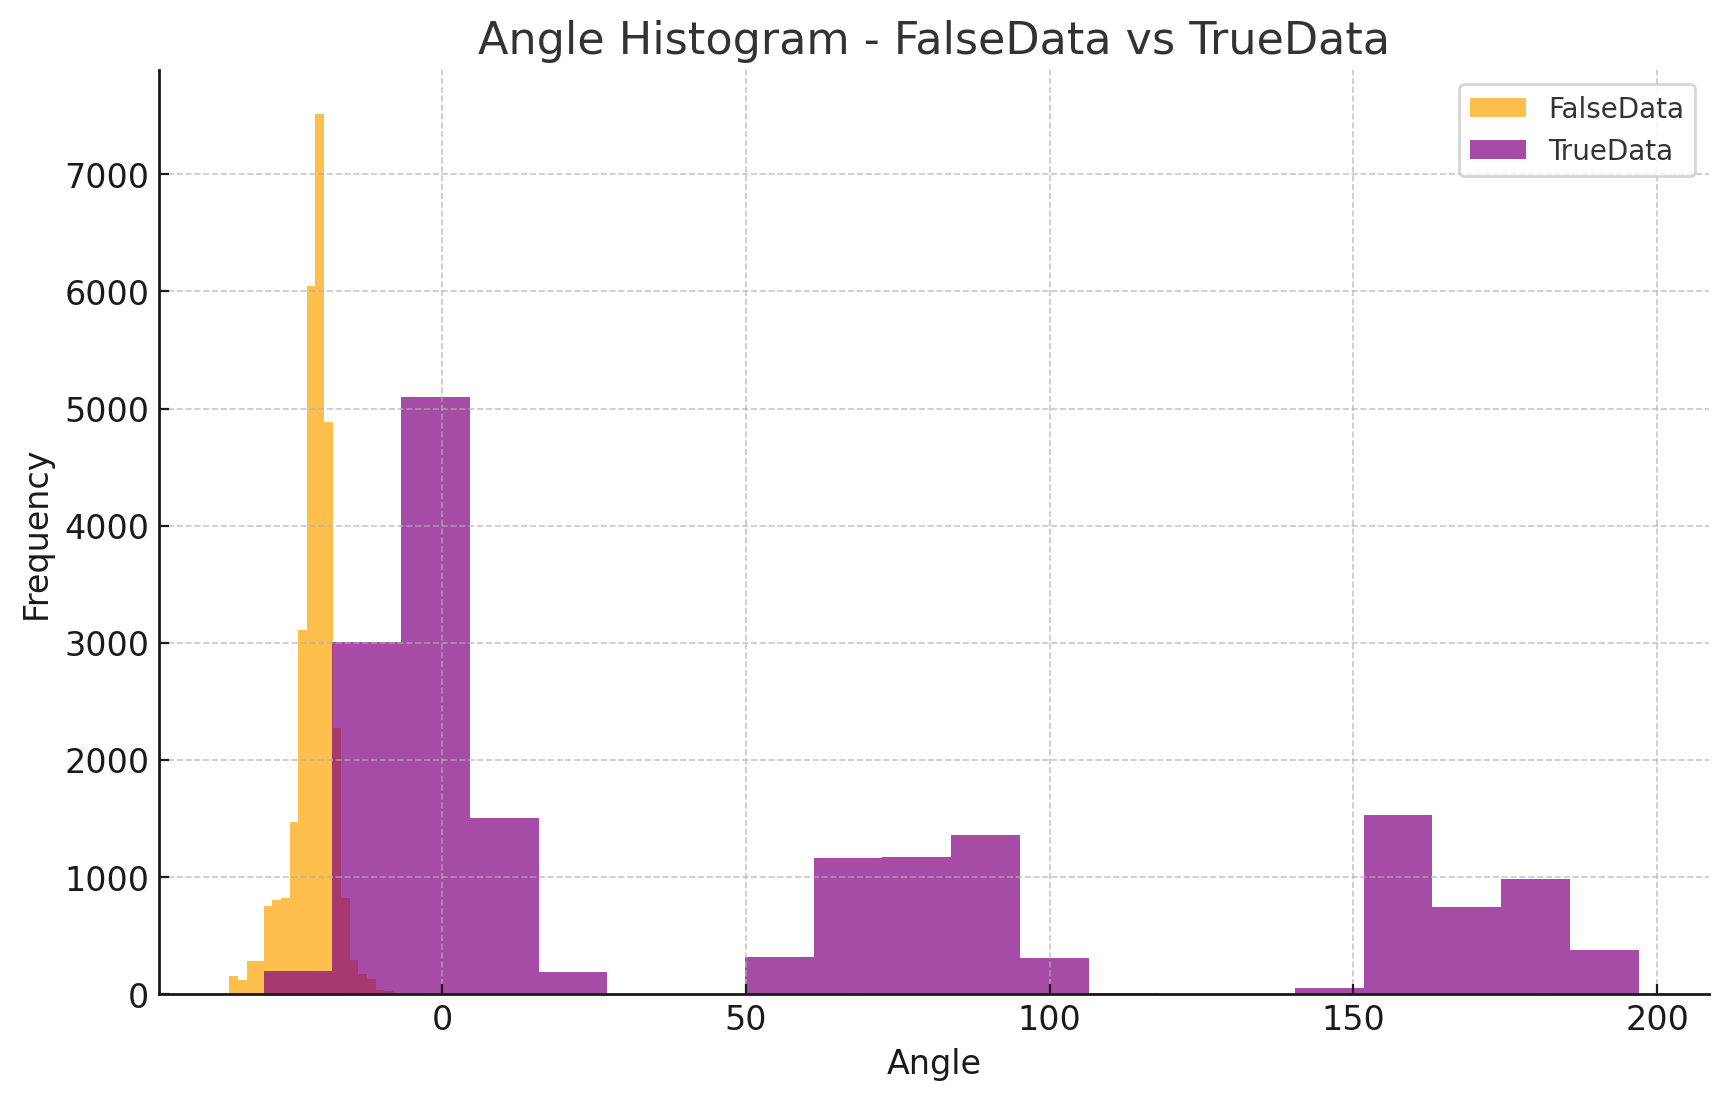 Angle Histogram - FalseData vs TrueData
FalseData
TrueData
7000
6000
5000
4000
3000
2000
1000
0
Frequency
0 50 100 150 200
Angle